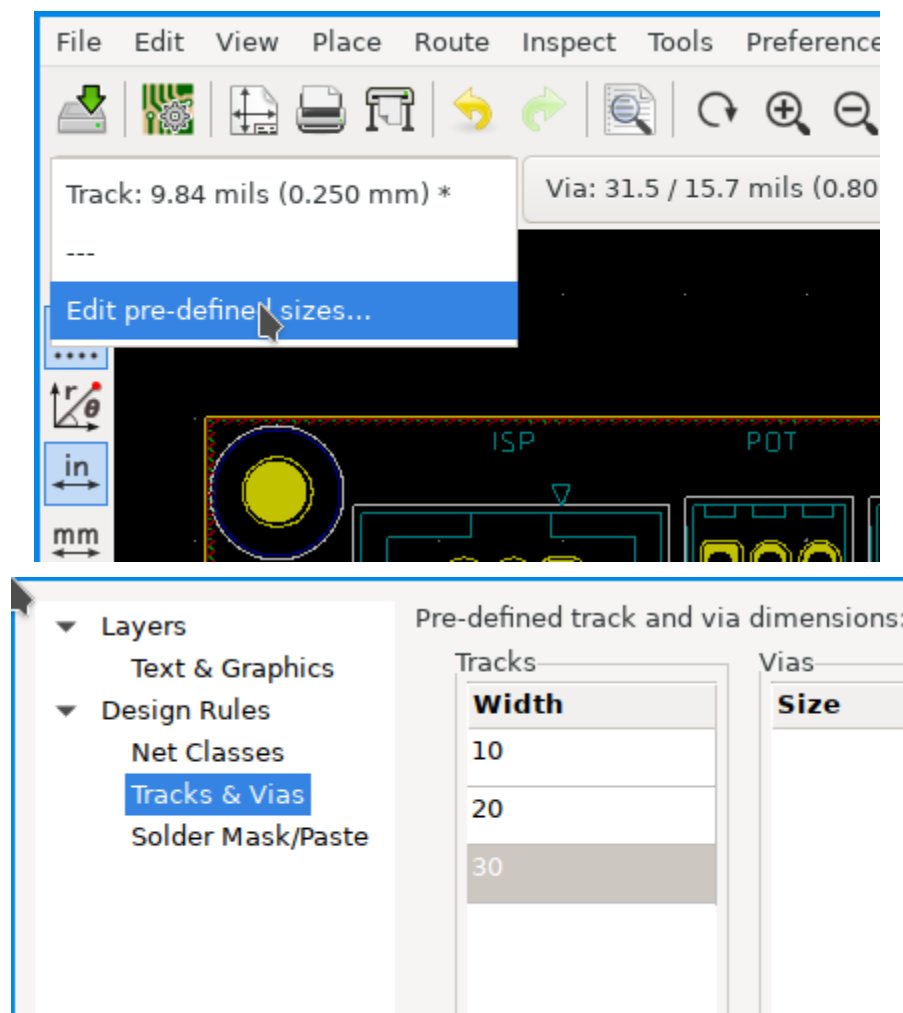 File Edit View Place Route Inspect Tools Preference
Track: 9.84 mils (0.250 mm) *
Via: 31.5 / 15.7 mils (0.80
---
Edit pre-defined sizes...
r
θ
in
mm
ISP
POT
Layers
Text & Graphics
Design Rules
Net Classes
Tracks & Vias
Solder Mask/Paste
Pre-defined track and via dimensions:
Tracks
Width
10
20
30
Vias
Size